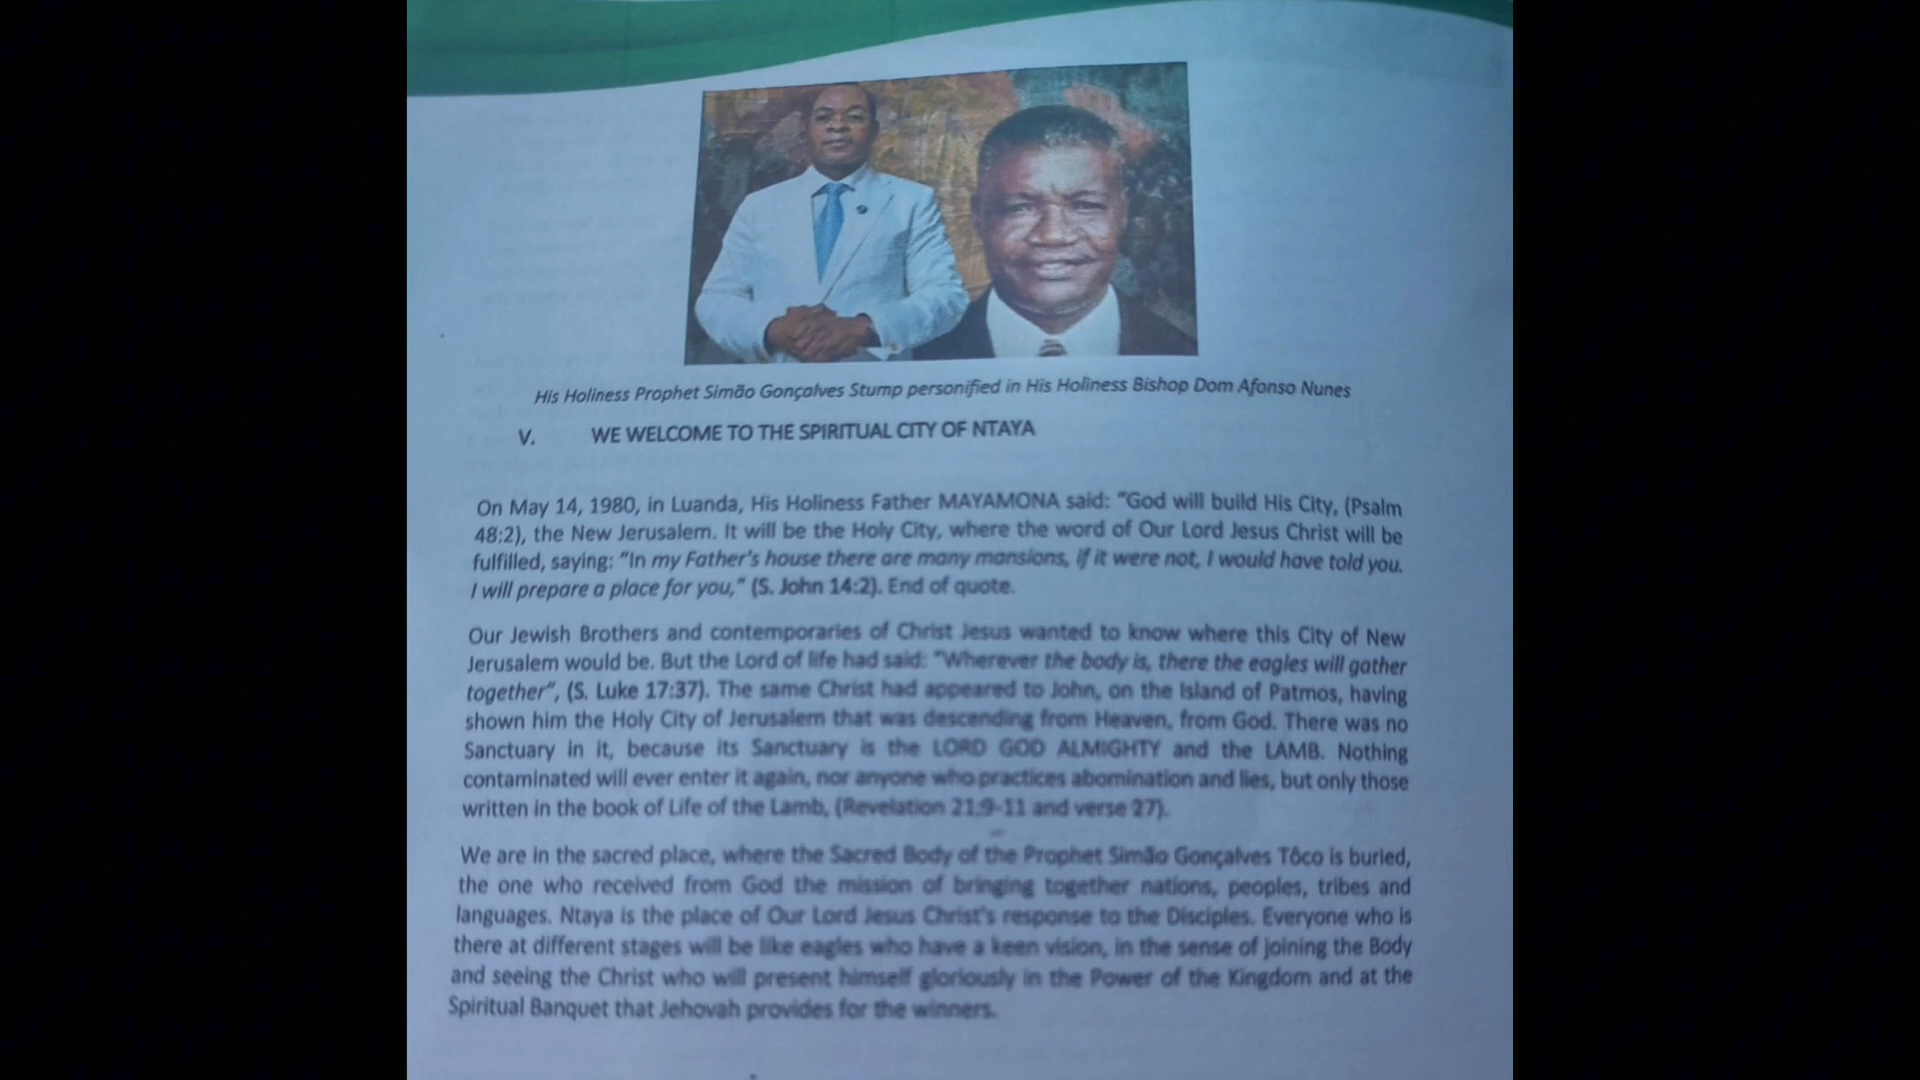 His Holiness Prophet Simão Gonçalves Stump personified in His Holiness Bishop Dom Afonso Nunes
V. WE WELCOME TO THE SPIRITUAL CITY OF NTAYA
On May 14, 1980, in Luanda, His Holiness Father MAYAMONA said: "God will build His City, (Psalm
48:2), the New Jerusalem. It will be the Holy City, where the word of Our Lord Jesus Christ will be
fulfilled, saying: "In my Father's house there are many mansions, if it were not, I would have told you.
I will prepare a place for you," (S. John 14:2). End of quote.
Our Jewish Brothers and contemporaries of Christ Jesus wanted to know where this City of New
Jerusalem would be. But the Lord of life had said: "Wherever the body is, there the eagles will gather
together", (S. Luke 17:37). The same Christ had appeared to John, on the Island of Patmos, having
shown him the Holy City of Jerusalem that was descending from Heaven, from God. There was no
Sanctuary in it, because its Sanctuary is the LORD GOD ALMIGHTY and the LAMB. Nothing
contaminated will ever enter it again, nor anyone who practices abomination and lies, but only those
written in the book of Life of the Lamb, (Revelation 21:9-11 and verse 27).
We are in the sacred place, where the Sacred Body of the Prophet Simão Gonçalves Tôco is buried,
the one who received from God the mission of bringing together nations, peoples, tribes and
languages. Ntaya is the place of Our Lord Jesus Christ's response to the Disciples. Everyone who is
there at different stages will be like eagles who have a keen vision, in the sense of joining the Body
and seeing the Christ who will present himself gloriously in the Power of the Kingdom and at the
Spiritual Banquet that Jehovah provides for the winners.